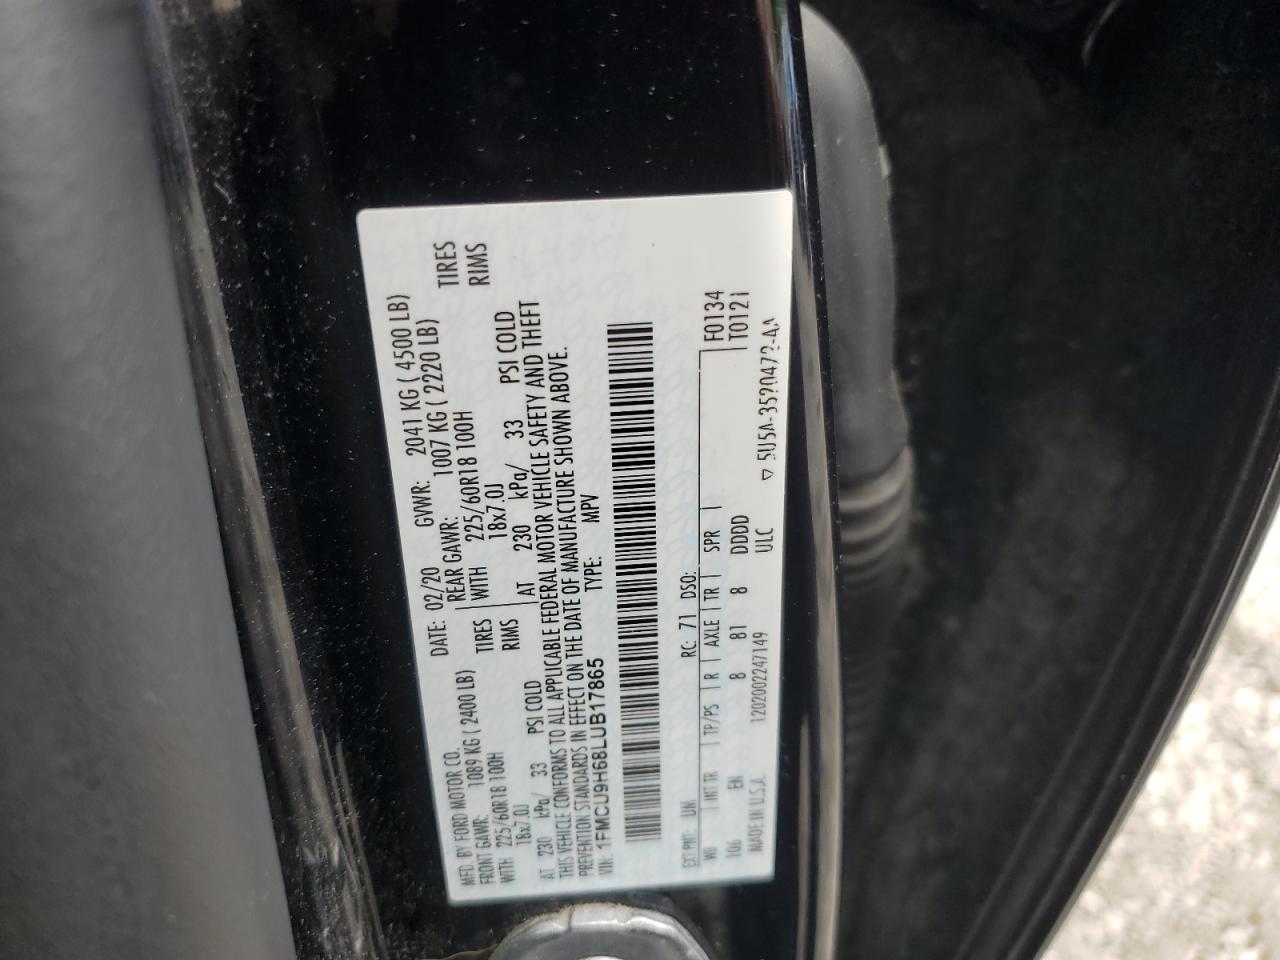 MFD. BY FORD MOTOR CO.
DATE: 02/20 GVWR: 2041 KG ( 4500 LB)
FRONT GAWR: 1089 KG ( 2400 LB) REAR GAWR: 1007 KG ( 2220 LB)
WITH 225/60R18 100H TIRES WITH 225/60R18 100H TIRES
18x7.0J RIMS 18x7.0J RIMS
AT 230 kPa/ 33 PSI COLD AT 230 kPa/ 33 PSI COLD
THIS VEHICLE CONFORMS TO ALL APPLICABLE FEDERAL MOTOR VEHICLE SAFETY AND THEFT
PREVENTION STANDARDS IN EFFECT ON THE DATE OF MANUFACTURE SHOWN ABOVE.
VIN: 1FMCU9H68LUB17865 TYPE: MPV
EXT PNT: UM RC: 71 DSO:
WB INT TR TP/PS R AXLE TR SPR F0134
T0121
106 EN 8 81 8 DDDD
MADE IN U.S.A. 1202002247149 ULC
5U5A-3520472-AA